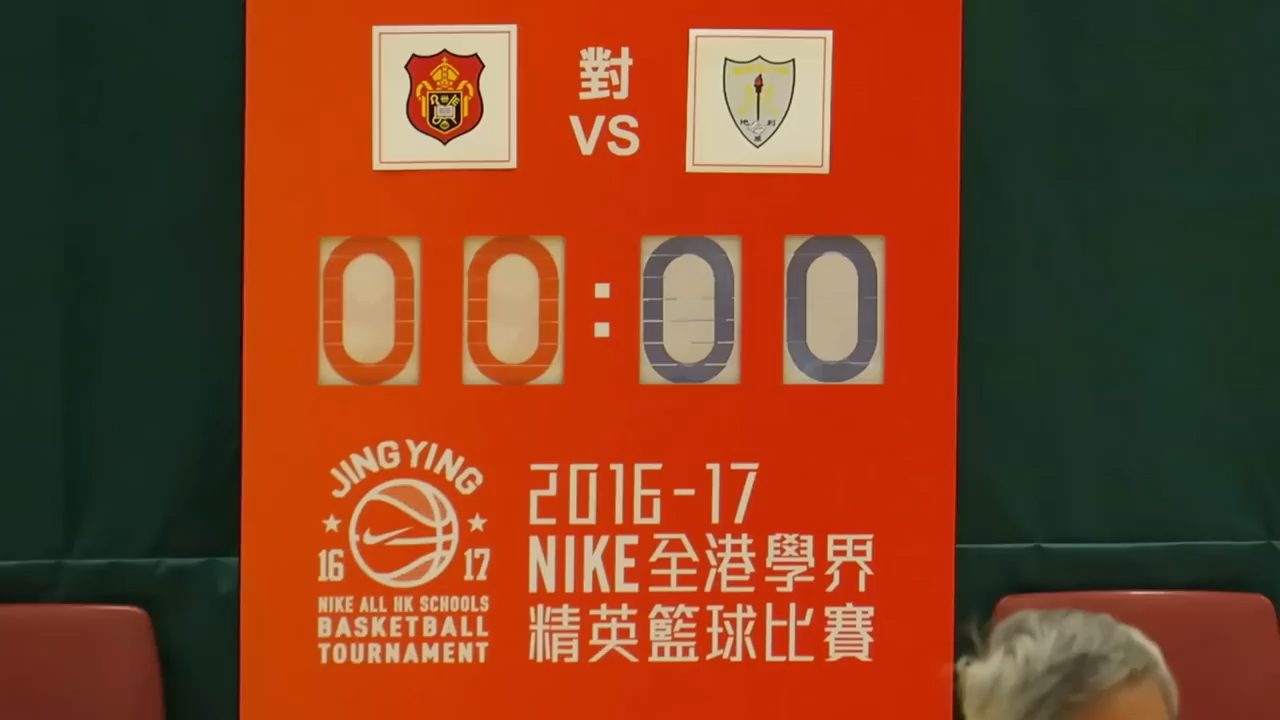 對
VS
00:00
JING YING
16 17
NIKE ALL HK SCHOOLS
BASKETBALL
TOURNAMENT
2016-17
NIKE全港學界
精英籃球比賽